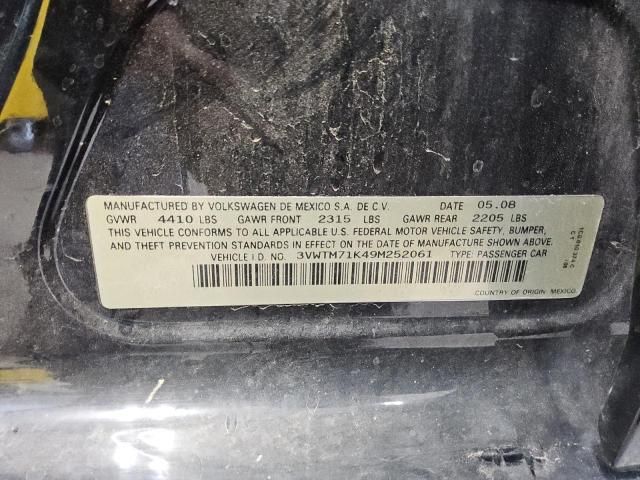 MANUFACTURED BY VOLKSWAGEN DE MEXICO S.A. DE C.V. DATE 05.08
GVWR 4410 LBS GAWR FRONT 2315 LBS GAWR REAR 2205 LBS
THIS VEHICLE CONFORMS TO ALL APPLICABLE U.S. FEDERAL MOTOR VEHICLE SAFETY, BUMPER,
AND THEFT PREVENTION STANDARDS IN EFFECT ON THE DATE OF MANUFACTURE SHOWN ABOVE.
VEHICLE I.D. NO. 3VWTM71K49M252061 TYPE: PASSENGER CAR
COUNTRY OF ORIGIN: MEXICO.